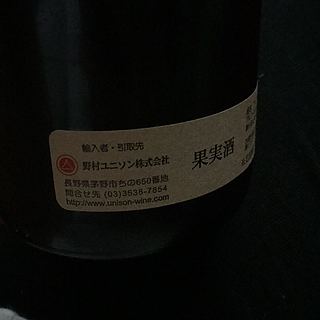 輸入者・引取先
野村ユニソン株式会社
長野県茅野市ちの650番地
問合せ先 (03)3538-7854
http://www.unison-wine.com/
果実酒